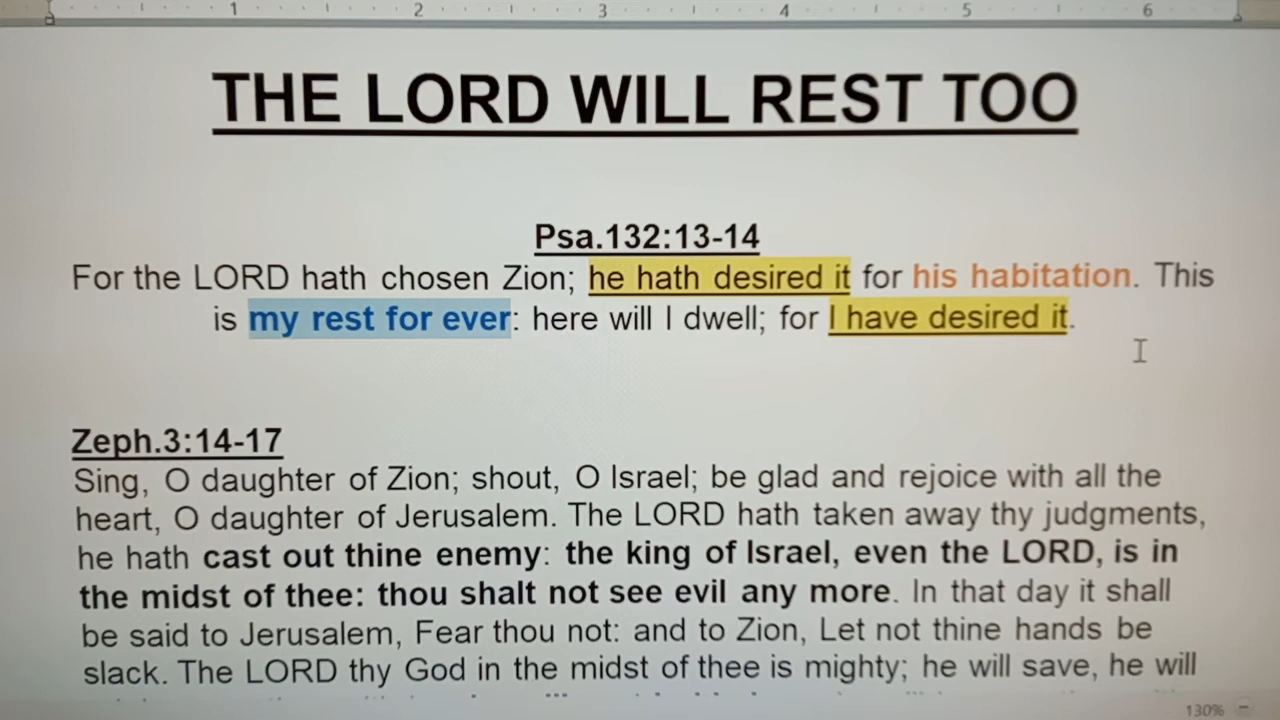 1 2 3 4 5 6
THE LORD WILL REST TOO
Psa.132:13-14
For the LORD hath chosen Zion; he hath desired it for his habitation. This
is my rest for ever: here will I dwell; for I have desired it.
Zeph.3:14-17
Sing, O daughter of Zion; shout, O Israel; be glad and rejoice with all the
heart, O daughter of Jerusalem. The LORD hath taken away thy judgments,
he hath cast out thine enemy: the king of Israel, even the LORD, is in
the midst of thee: thou shalt not see evil any more. In that day it shall
be said to Jerusalem, Fear thou not: and to Zion, Let not thine hands be
slack. The LORD thy God in the midst of thee is mighty; he will save, he will
130%